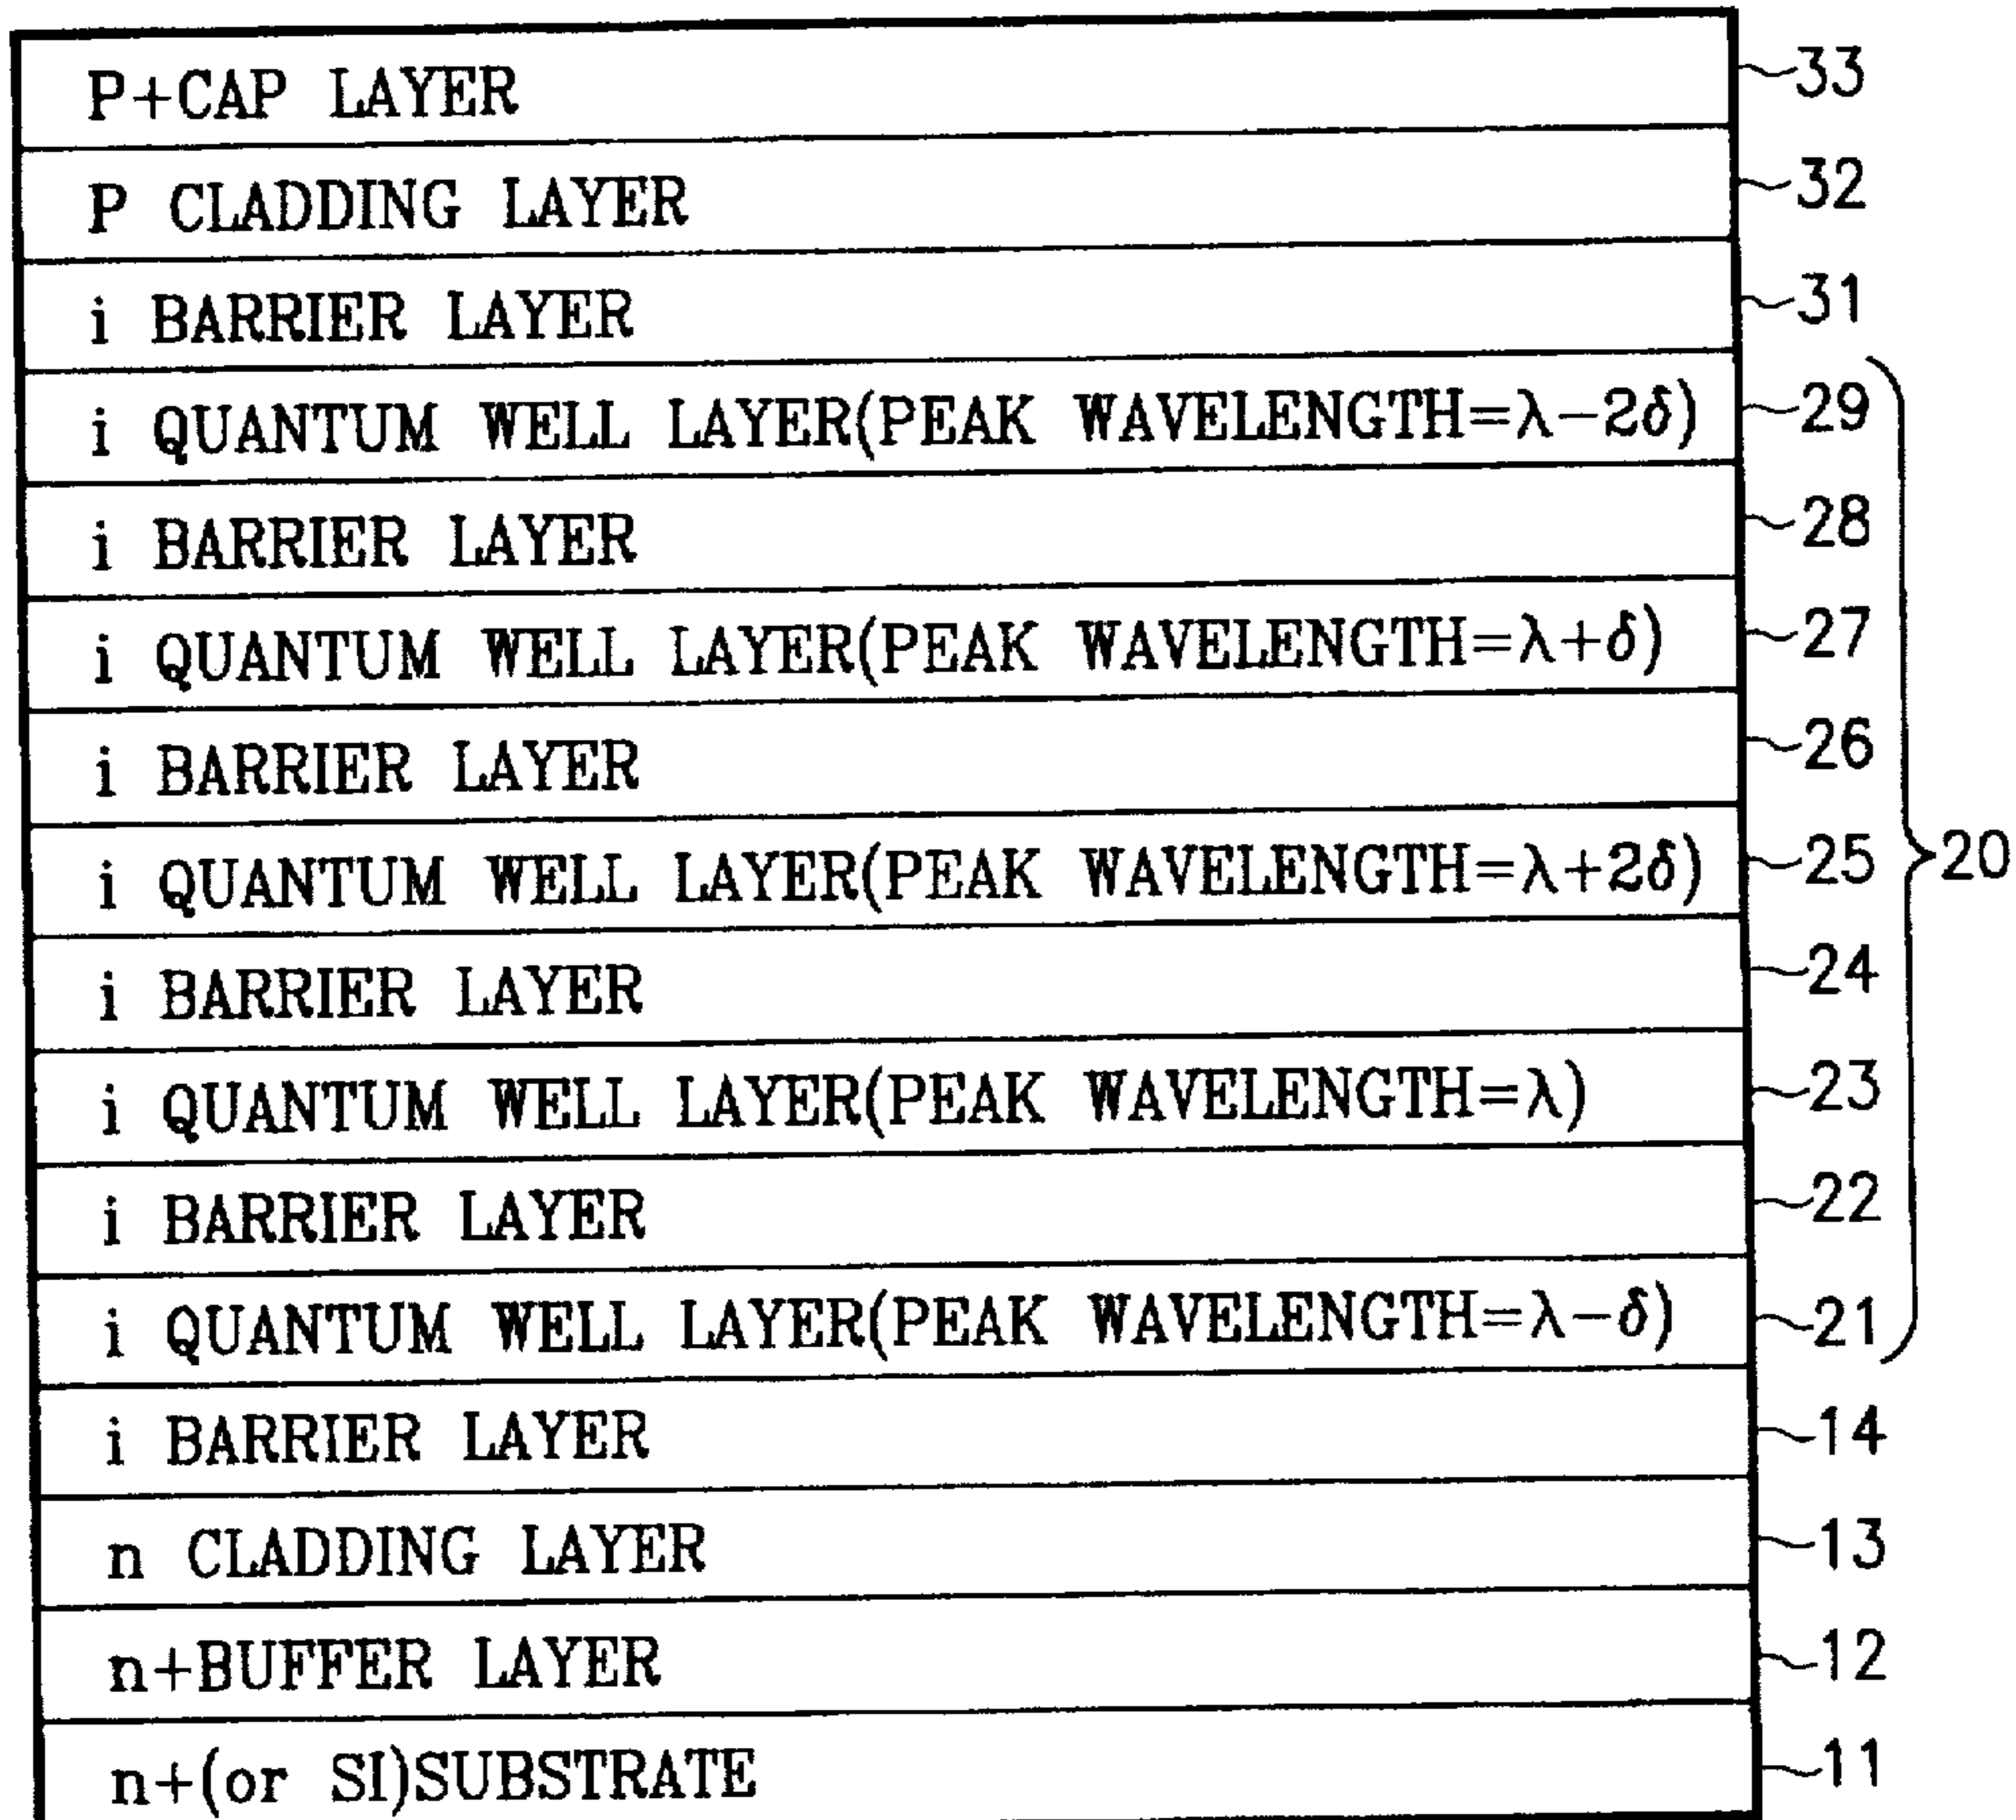 P+CAP LAYER 33
P CLADDING LAYER 32
i BARRIER LAYER 31
i QUANTUM WELL LAYER(PEAK WAVELENGTH=λ-2δ) 29
i BARRIER LAYER 28
i QUANTUM WELL LAYER(PEAK WAVELENGTH=λ+δ) 27
i BARRIER LAYER 26
i QUANTUM WELL LAYER(PEAK WAVELENGTH=λ+2δ) 25 20
i BARRIER LAYER 24
i QUANTUM WELL LAYER(PEAK WAVELENGTH=λ) 23
i BARRIER LAYER 22
i QUANTUM WELL LAYER(PEAK WAVELENGTH=λ-δ) 21
i BARRIER LAYER 14
n CLADDING LAYER 13
n+BUFFER LAYER 12
n+(or SI)SUBSTRATE 11